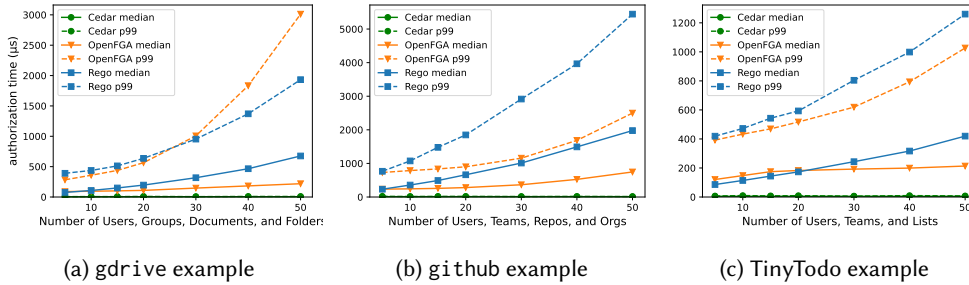 authorization time (μs)
3000
2500
2000
1500
1000
500
0
Cedar median
Cedar p99
OpenFGA median
OpenFGA p99
Rego median
Rego p99
10
20
30
40
50
Number of Users, Groups, Documents, and Folders
(a) gdrive example
5000
4000
3000
2000
1000
0
Cedar median
Cedar p99
OpenFGA median
OpenFGA p99
Rego median
Rego p99
10
20
30
40
50
Number of Users, Teams, Repos, and Orgs
(b) github example
1200
1000
800
600
400
200
0
Cedar median
Cedar p99
OpenFGA median
OpenFGA p99
Rego median
Rego p99
10
20
30
40
50
Number of Users, Teams, and Lists
(c) TinyTodo example